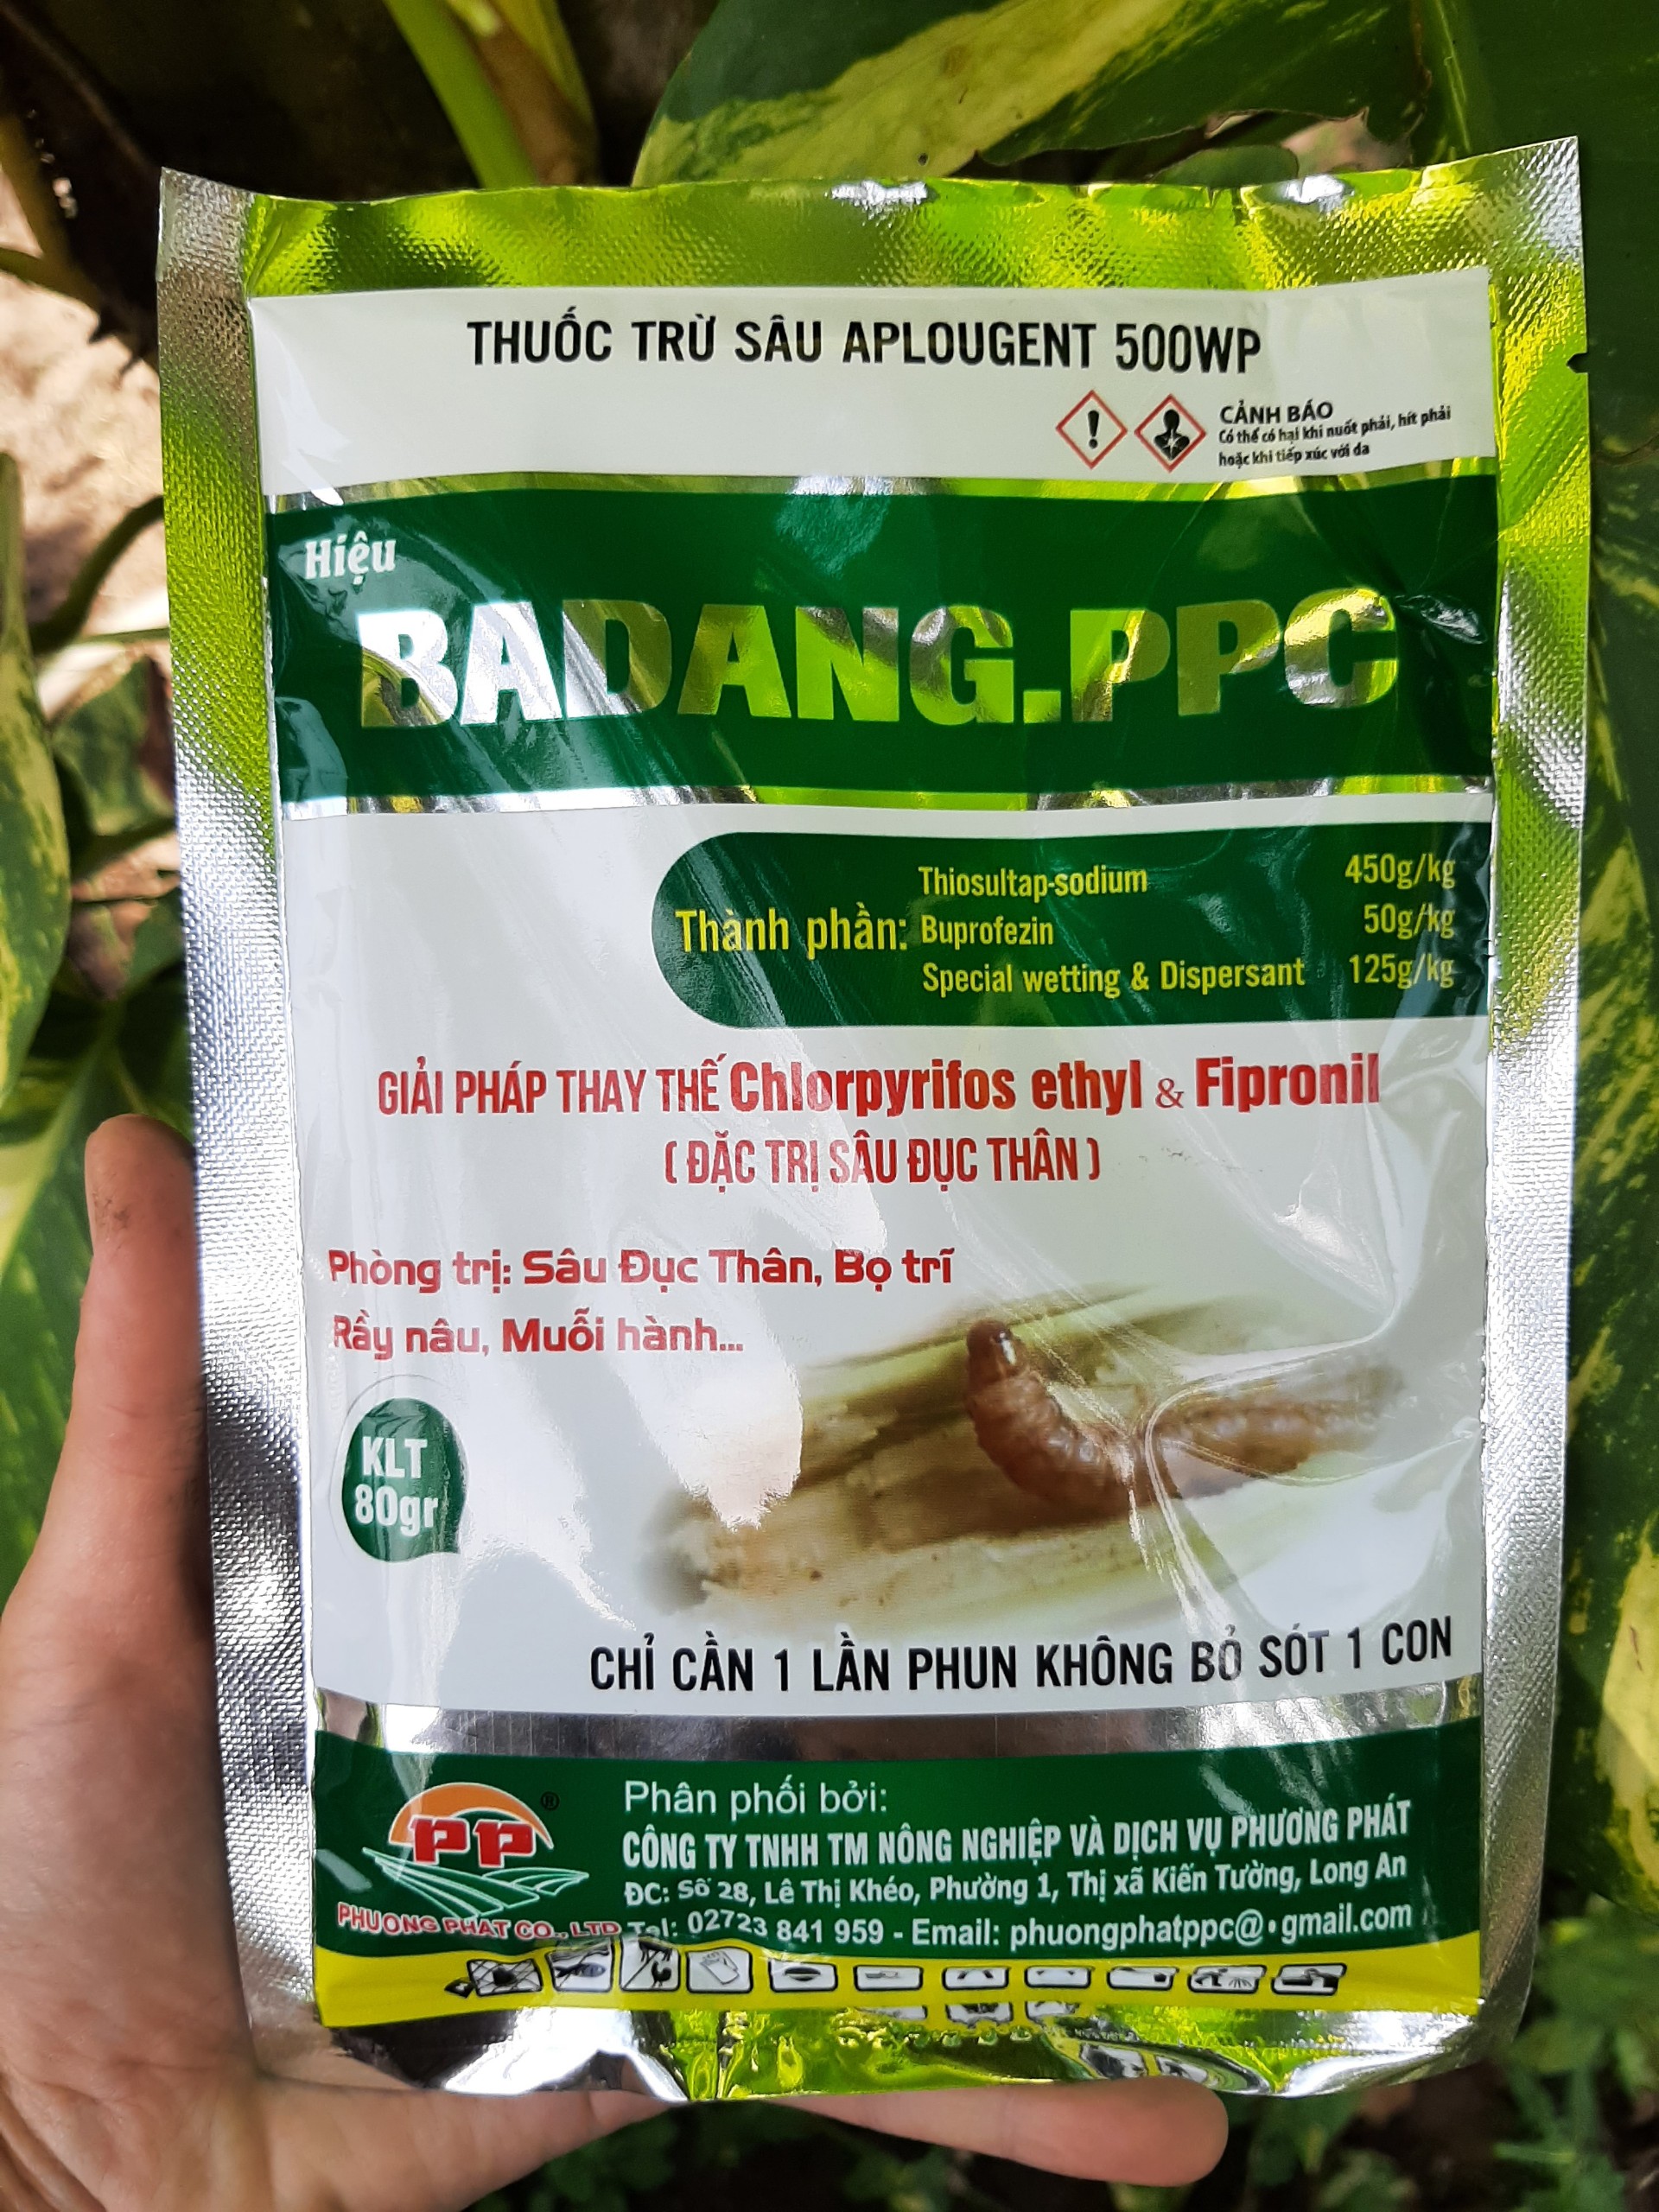 THUỐC TRỪ SÂU APLOUGENT 500WP
CẢNH BÁO
Có thể có hại khi nuốt phải, hít phải
hoặc khi tiếp xúc với da
Hiệu
BADANG.PPC
Thành phần:
Thiosultap-sodium 450g/kg
Buprofezin 50g/kg
Special wetting & Dispersant 125g/kg
GIẢI PHÁP THAY THẾ Chlorpyrifos ethyl & Fipronil
( ĐẶC TRỊ SÂU ĐỤC THÂN )
Phòng trị: Sâu Đục Thân, Bọ trĩ
Rầy nâu, Muỗi hành...
KLT
80gr
CHỈ CẦN 1 LẦN PHUN KHÔNG BỎ SÓT 1 CON
Phân phối bởi:
CÔNG TY TNHH TM NÔNG NGHIỆP VÀ DỊCH VỤ PHƯƠNG PHÁT
ĐC: Số 28, Lê Thị Khéo, Phường 1, Thị xã Kiến Tường, Long An
Tel: 02723 841 959 - Email: phuongphatppc@•gmail.com
PP ®
PHUONG PHAT CO., LTD